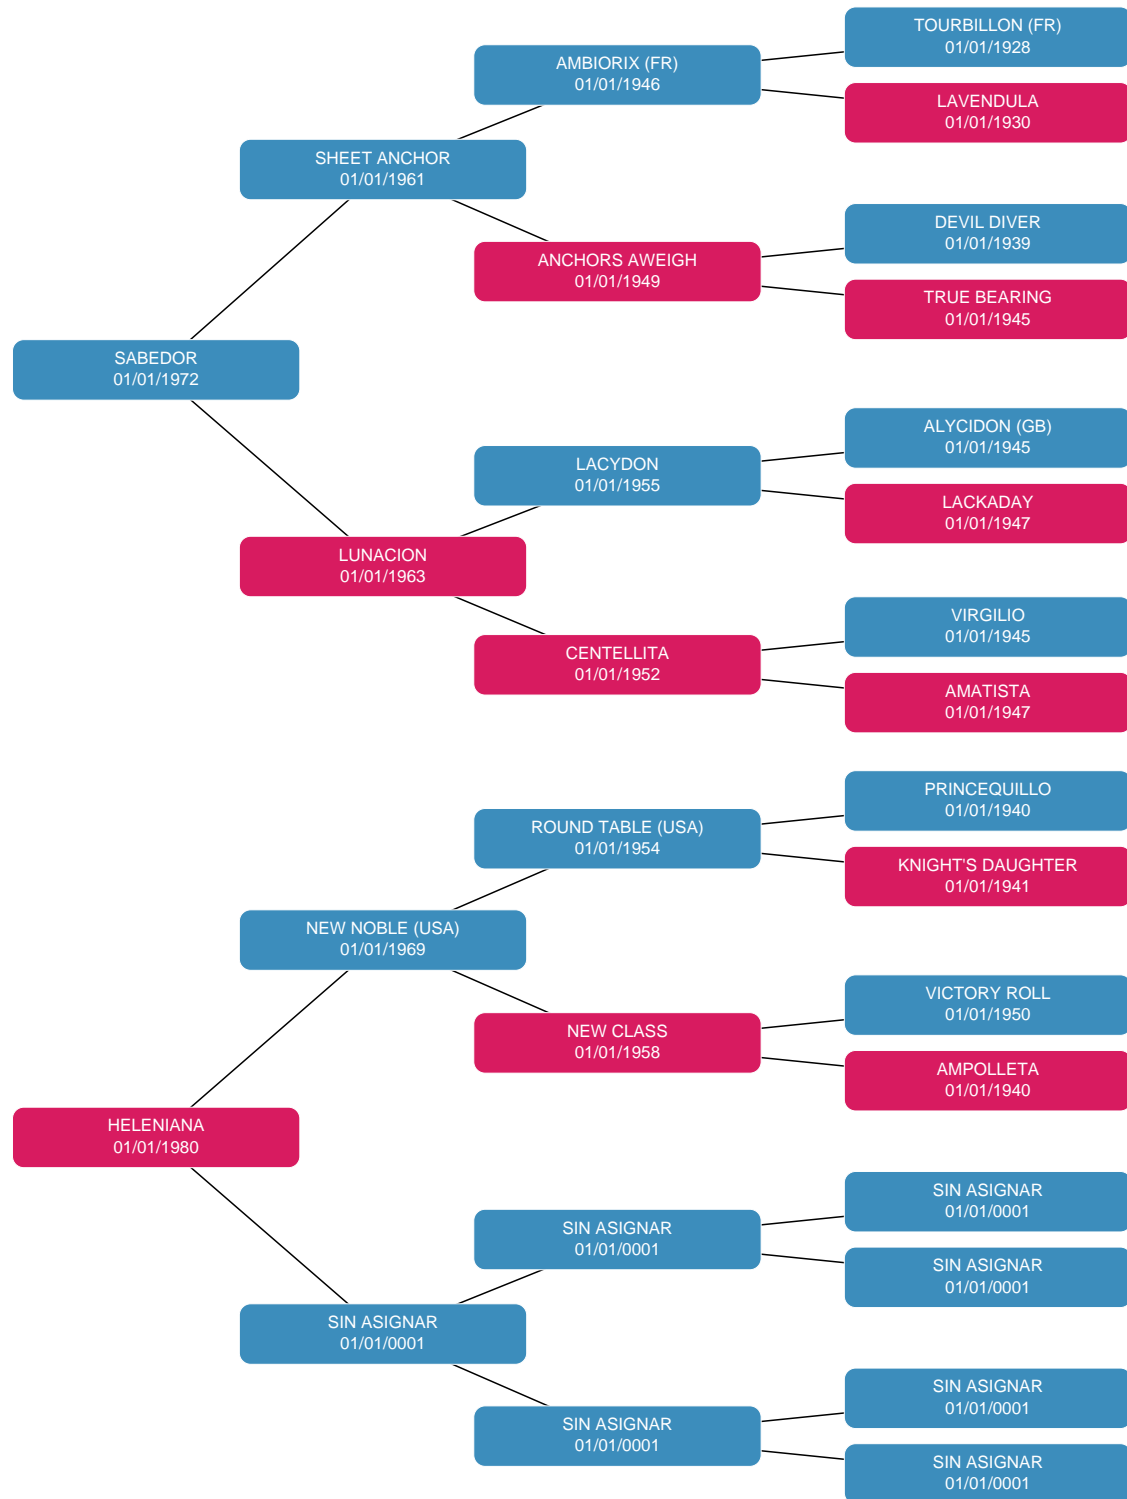 TOURBILLON (FR)
01/01/1928
AMBIORIX (FR)
01/01/1946
LAVENDULA
01/01/1930
SHEET ANCHOR
01/01/1961
DEVIL DIVER
01/01/1939
ANCHORS AWEIGH
01/01/1949
TRUE BEARING
01/01/1945
SABEDOR
01/01/1972
ALYCIDON (GB)
01/01/1945
LACYDON
01/01/1955
LACKADAY
01/01/1947
LUNACION
01/01/1963
VIRGILIO
01/01/1945
CENTELLITA
01/01/1952
AMATISTA
01/01/1947
PRINCEQUILLO
01/01/1940
ROUND TABLE (USA)
01/01/1954
KNIGHT'S DAUGHTER
01/01/1941
NEW NOBLE (USA)
01/01/1969
VICTORY ROLL
01/01/1950
NEW CLASS
01/01/1958
AMPOLLETA
01/01/1940
HELENIANA
01/01/1980
SIN ASIGNAR
01/01/0001
SIN ASIGNAR
01/01/0001
SIN ASIGNAR
01/01/0001
SIN ASIGNAR
01/01/0001
SIN ASIGNAR
01/01/0001
SIN ASIGNAR
01/01/0001
SIN ASIGNAR
01/01/0001